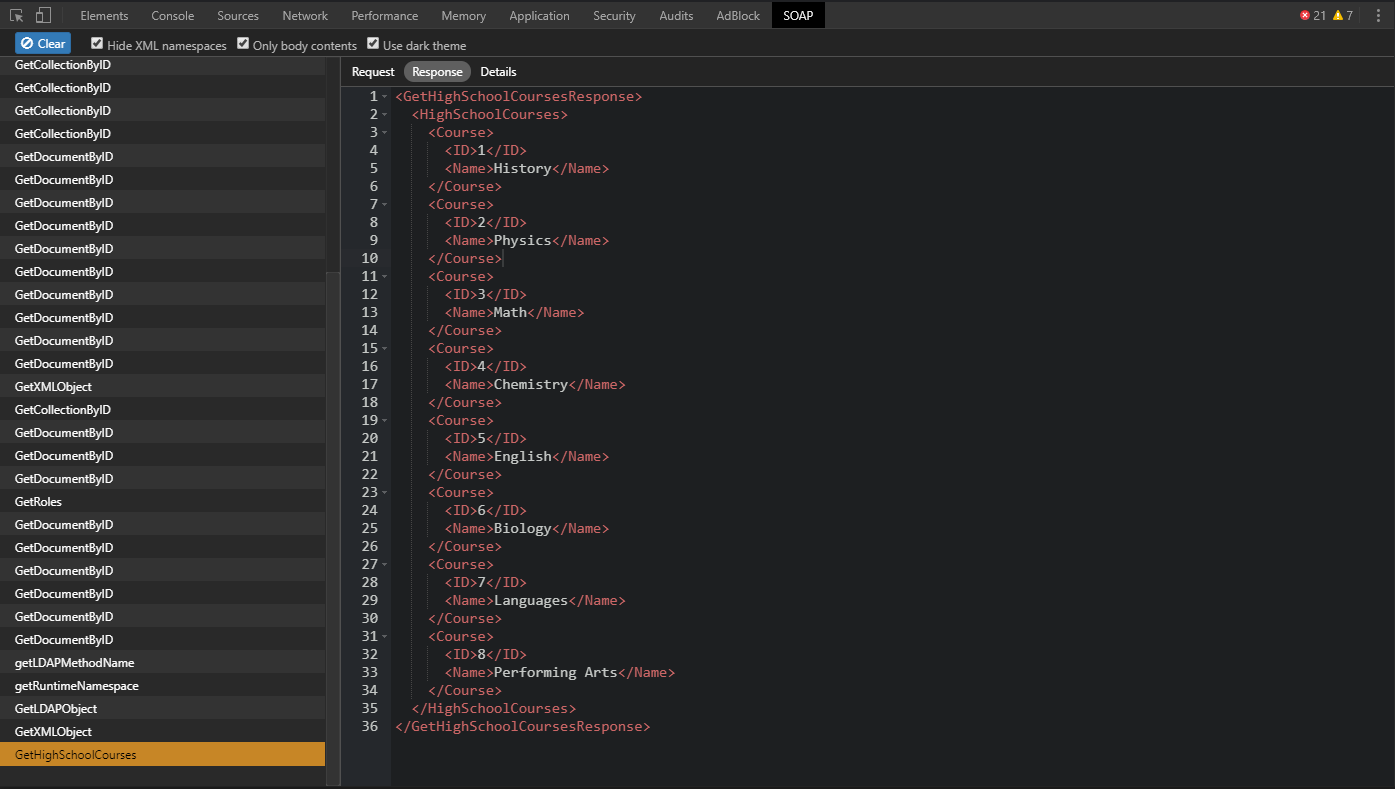 Elements Console Sources Network Performance Memory Application Security Audits AdBlock SOAP 21 7
Clear Hide XML namespaces Only body contents Use dark theme
GetCollectionByID
GetCollectionByID
GetCollectionByID
GetCollectionByID
GetDocumentByID
GetDocumentByID
GetDocumentByID
GetDocumentByID
GetDocumentByID
GetDocumentByID
GetDocumentByID
GetDocumentByID
GetDocumentByID
GetDocumentByID
GetXMLObject
GetCollectionByID
GetDocumentByID
GetDocumentByID
GetDocumentByID
GetRoles
GetDocumentByID
GetDocumentByID
GetDocumentByID
GetDocumentByID
GetDocumentByID
GetDocumentByID
getLDAPMethodName
getRuntimeNamespace
GetLDAPObject
GetXMLObject
GetHighSchoolCourses
Request Response Details
1 <GetHighSchoolCoursesResponse>
2 <HighSchoolCourses>
3 <Course>
4 <ID>1</ID>
5 <Name>History</Name>
6 </Course>
7 <Course>
8 <ID>2</ID>
9 <Name>Physics</Name>
10 </Course>
11 <Course>
12 <ID>3</ID>
13 <Name>Math</Name>
14 </Course>
15 <Course>
16 <ID>4</ID>
17 <Name>Chemistry</Name>
18 </Course>
19 <Course>
20 <ID>5</ID>
21 <Name>English</Name>
22 </Course>
23 <Course>
24 <ID>6</ID>
25 <Name>Biology</Name>
26 </Course>
27 <Course>
28 <ID>7</ID>
29 <Name>Languages</Name>
30 </Course>
31 <Course>
32 <ID>8</ID>
33 <Name>Performing Arts</Name>
34 </Course>
35 </HighSchoolCourses>
36 </GetHighSchoolCoursesResponse>